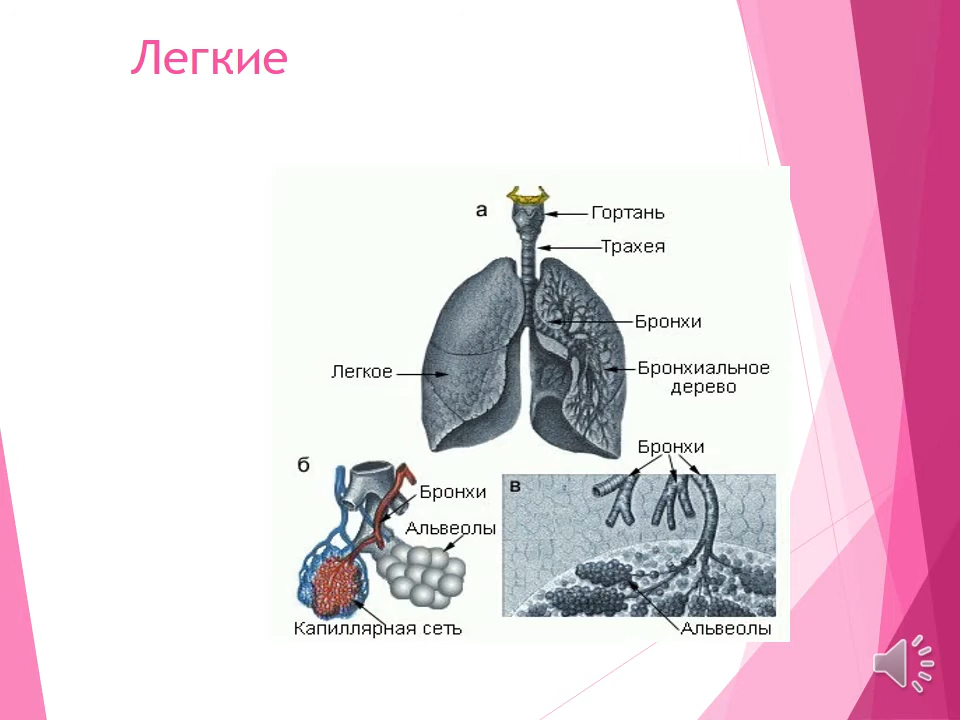 Легкие
а
Гортань
Трахея
Бронхи
Легкое
Бронхиальное
дерево
Бронхи
б
в
Бронхи
Альвеолы
Капиллярная сеть
Альвеолы